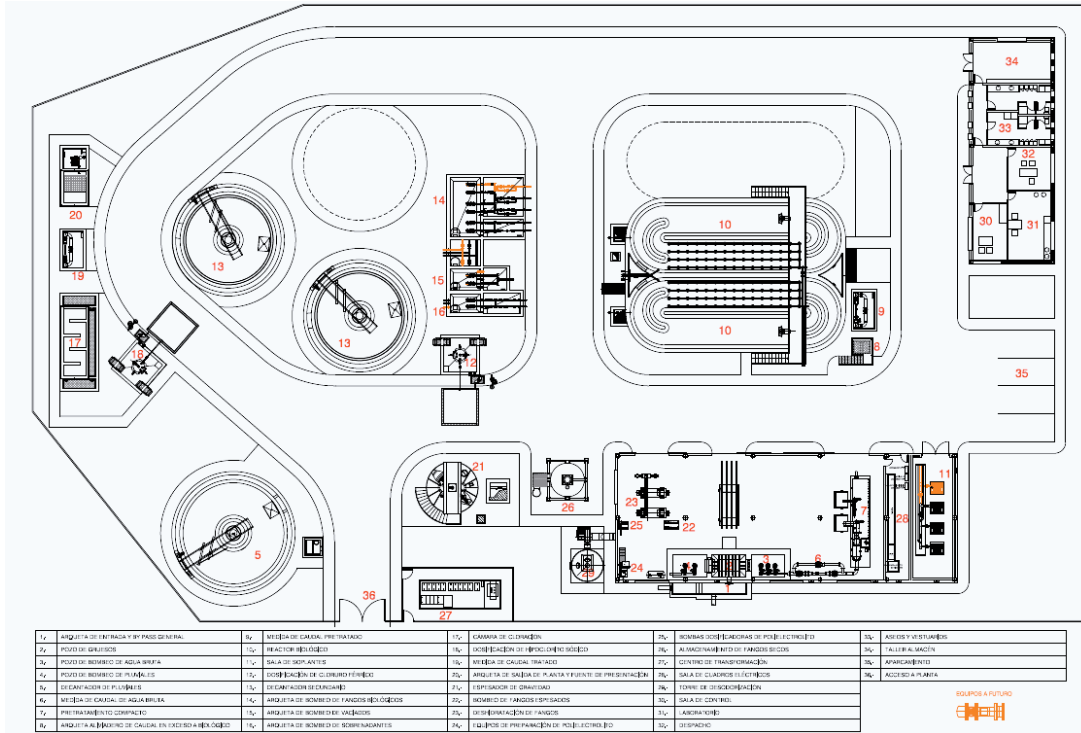 34
33
32
30
31
14
10
20
13
15
9
19
13
16
10
8
17
18
12
35
21
26
23
7
11
25
22
28
5
24
3
6
1
36
27
1,- ARQUETA DE ENTRADA Y BY PASS GENERAL
2,- POZO DE GRUESOS
3,- POZO DE BOMBEO DE AGUA BRUTA
4,- POZO DE BOMBEO DE PLUVIALES
5,- DECANTADOR DE PLUVIALES
6,- MEDIDA DE CAUDAL DE AGUA BRUTA
7,- PRETRATAMIENTO COMPACTO
8,- ARQUETA ALIVIADERO DE CAUDAL EN EXCESO A BIOLÓGICO
9,- MEDIDA DE CAUDAL PRETRATADO
10,- REACTOR BIOLÓGICO
11,- SALA DE SOPLANTES
12,- DOSIFICACIÓN DE CLORURO FÉRRICO
13,- DECANTADOR SECUNDARIO
14,- ARQUETA DE BOMBEO DE FANGOS BIOLÓGICOS
15,- ARQUETA DE BOMBEO DE VACIADOS
16,- ARQUETA DE BOMBEO DE SOBRENADANTES
17,- CÁMARA DE CLORACIÓN
18,- DOSIFICACIÓN DE HIPOCLORITO SÓDICO
19,- MEDIDA DE CAUDAL TRATADO
20,- ARQUETA DE SALIDA DE PLANTA Y FUENTE DE PRESENTACIÓN
21,- ESPESADOR DE GRAVEDAD
22,- BOMBEO DE FANGOS ESPESADOS
23,- DESHIDRATACIÓN DE FANGOS
24,- EQUIPOS DE PREPARACIÓN DE POLIELECTROLITO
25,- BOMBAS DOSIFICADORAS DE POLIELECTROLITO
26,- ALMACENAMIENTO DE FANGOS SECOS
27,- CENTRO DE TRANSFORMACIÓN
28,- SALA DE CUADROS ELÉCTRICOS
29,- TORRE DE DESODORIZACIÓN
30,- SALA DE CONTROL
31,- LABORATORIO
32,- DESPACHO
33,- ASEOS Y VESTUARIOS
34,- TALLER ALMACÉN
35,- APARCAMIENTO
36,- ACCESO A PLANTA
EQUIPOS A FUTURO